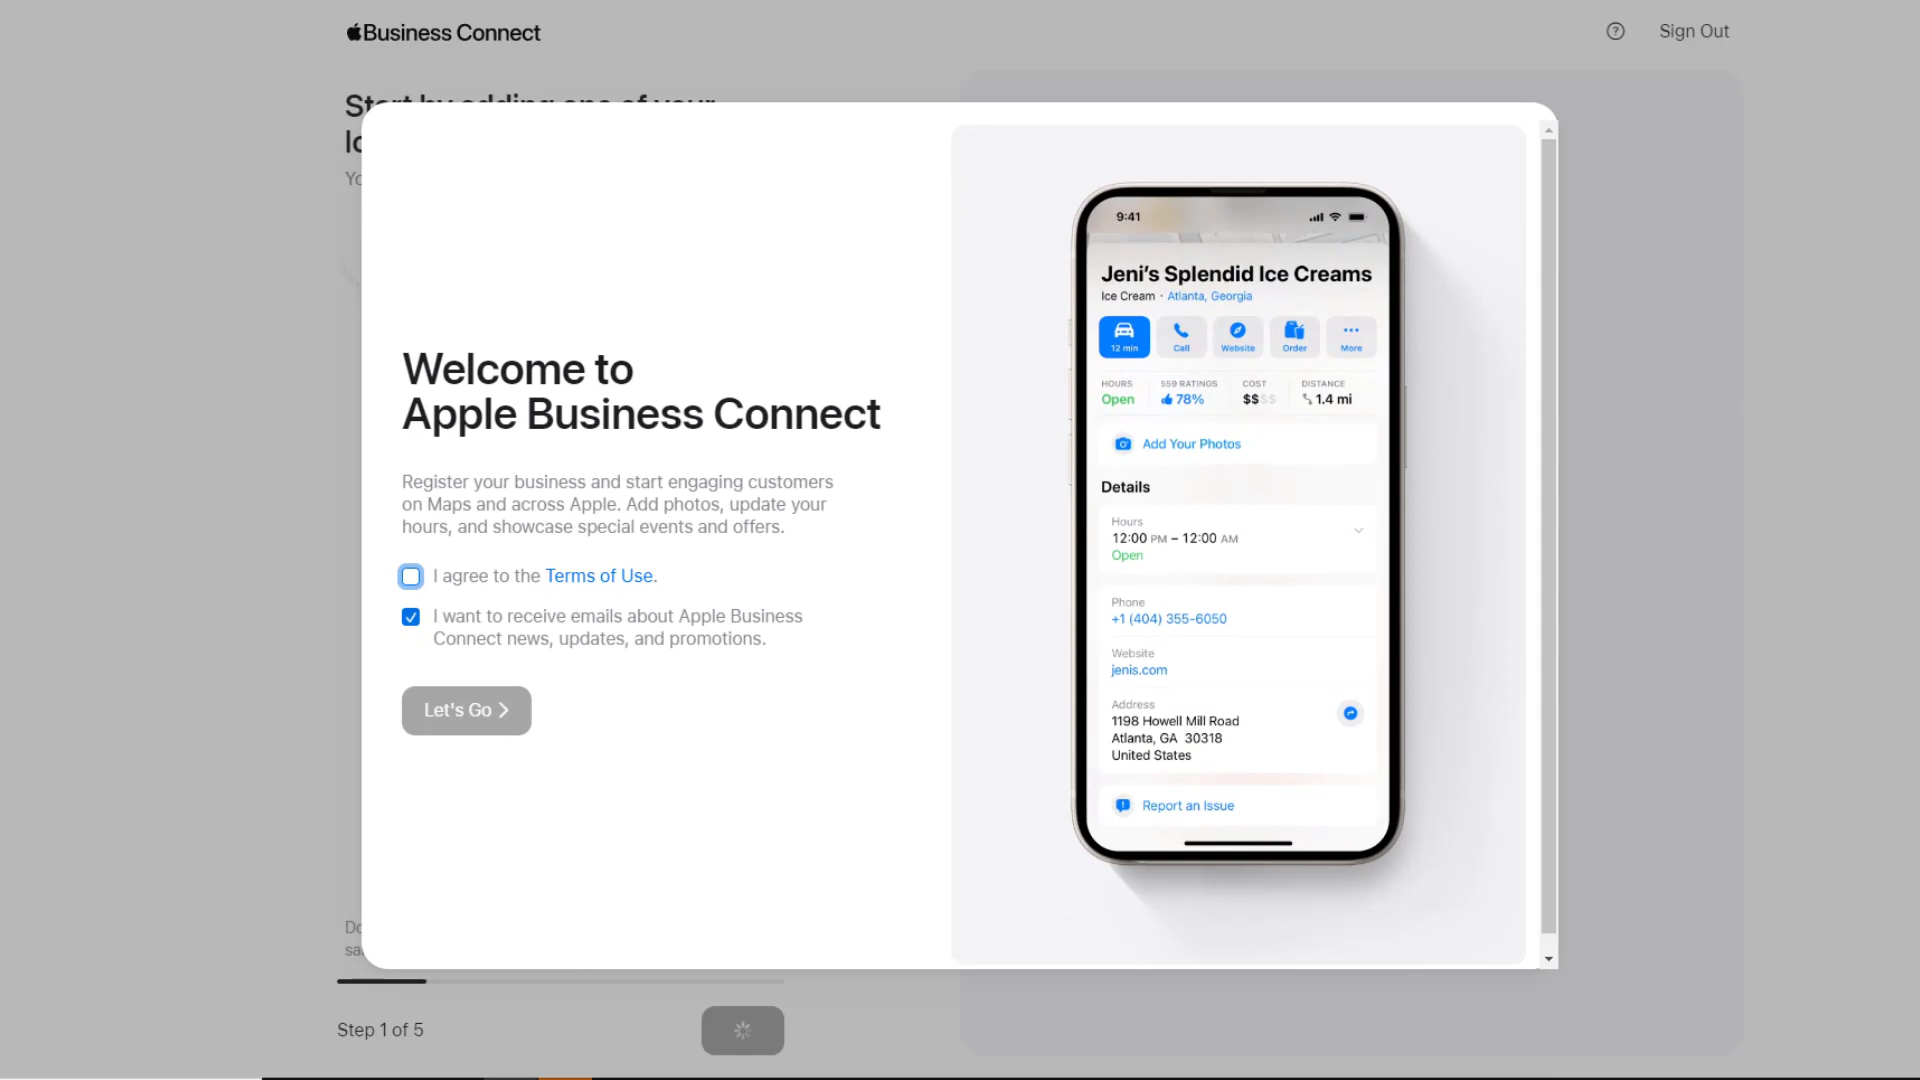 Business Connect
Sign Out
Start by adding one of your
Welcome to
Apple Business Connect
Register your business and start engaging customers
on Maps and across Apple. Add photos, update your
hours, and showcase special events and offers.
I agree to the Terms of Use.
I want to receive emails about Apple Business
Connect news, updates, and promotions.
Let's Go
9:41
Jeni's Splendid Ice Creams
Ice Cream · Atlanta, Georgia
12 min
Call
Website
Order
More
HOURS
Open
559 RATINGS
78%
COST
$$$$
DISTANCE
1.4 mi
Add Your Photos
Details
Hours
12:00 PM – 12:00 AM
Open
Phone
+1 (404) 355-6050
Website
jenis.com
Address
1198 Howell Mill Road
Atlanta, GA 30318
United States
Report an Issue
Step 1 of 5